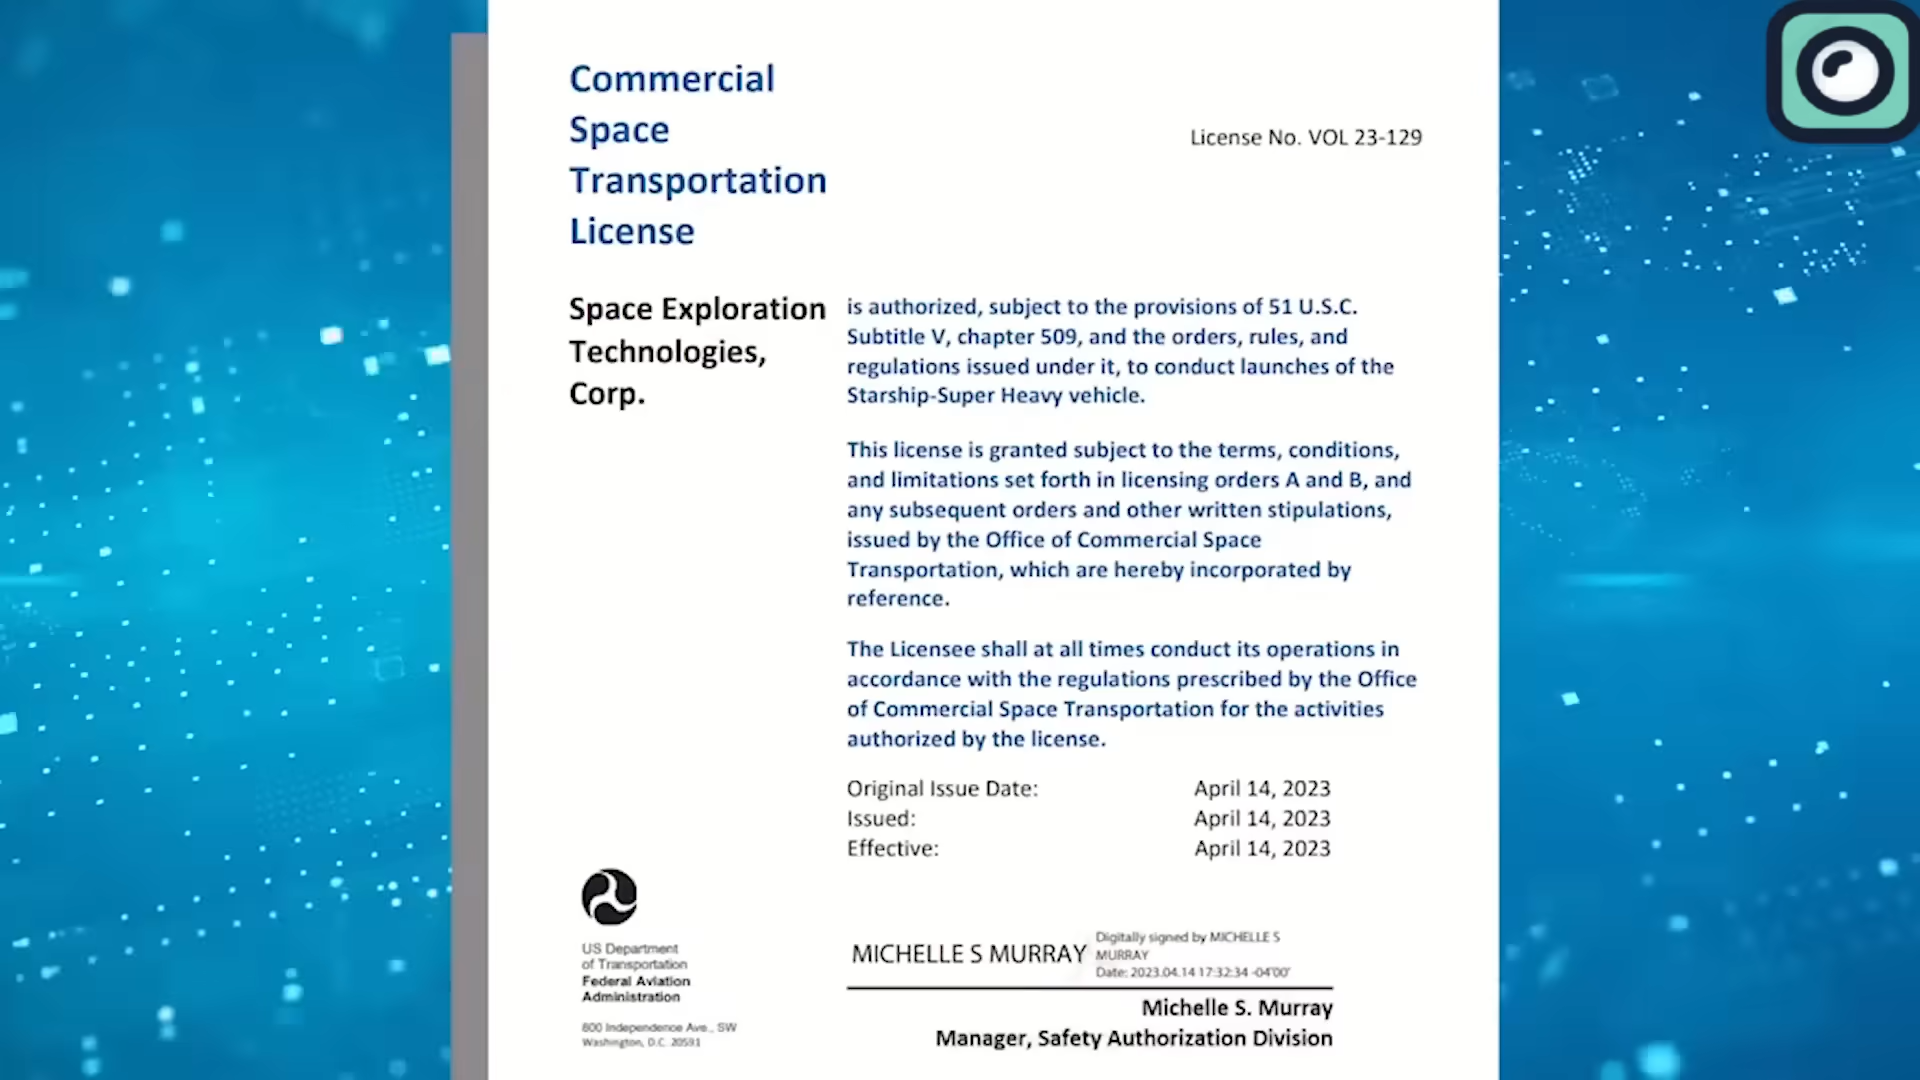 Commercial
Space
Transportation
License
License No. VOL 23-129
Space Exploration
Technologies,
Corp.
is authorized, subject to the provisions of 51 U.S.C.
Subtitle V, chapter 509, and the orders, rules, and
regulations issued under it, to conduct launches of the
Starship-Super Heavy vehicle.
This license is granted subject to the terms, conditions,
and limitations set forth in licensing orders A and B, and
any subsequent orders and other written stipulations,
issued by the Office of Commercial Space
Transportation, which are hereby incorporated by
reference.
The Licensee shall at all times conduct its operations in
accordance with the regulations prescribed by the Office
of Commercial Space Transportation for the activities
authorized by the license.
Original Issue Date: April 14, 2023
Issued: April 14, 2023
Effective: April 14, 2023
US Department
of Transportation
Federal Aviation
Administration
800 Independence Ave., SW
Washington, D.C. 20591
MICHELLE S MURRAY
Digitally signed by MICHELLE S
MURRAY
Date: 2023.04.14 17:32:34 -04'00'
Michelle S. Murray
Manager, Safety Authorization Division